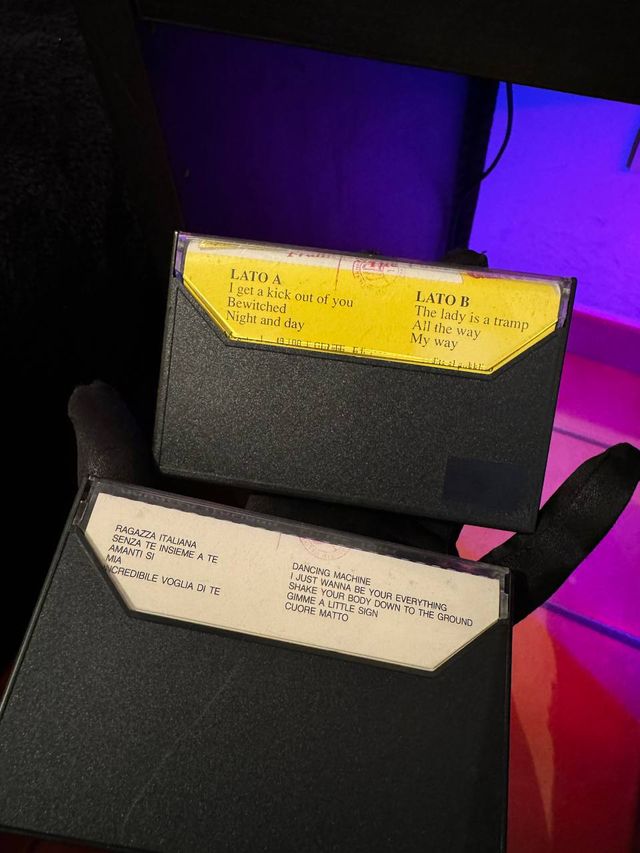 LATO A
I get a kick out of you
Bewitched
Night and day
LATO B
The lady is a tramp
All the way
My way
RAGAZZA ITALIANA
SENZA TE INSIEME A TE
AMANTI SI
MIA
NCREDIBILE VOGLIA DI TE
DANCING MACHINE
I JUST WANNA BE YOUR EVERYTHING
SHAKE YOUR BODY DOWN TO THE GROUND
GIMME A LITTLE SIGN
CUORE MATTO